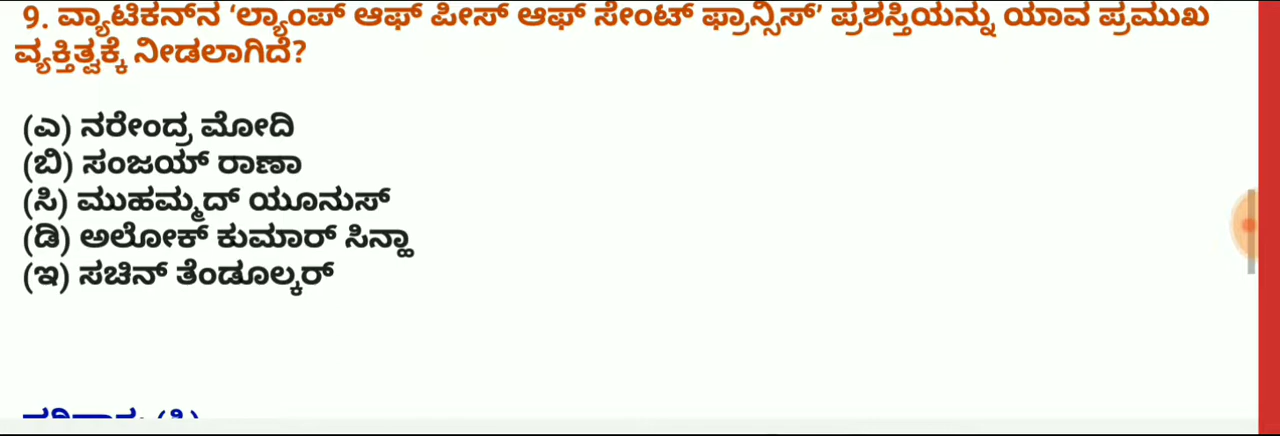 9. ವ್ಯಾಟಿಕನ್‌ನ ‘ಲ್ಯಾಂಪ್ ಆಫ್ ಪೀಸ್ ಆಫ್ ಸೇಂಟ್ ಫ್ರಾನ್ಸಿಸ್’ ಪ್ರಶಸ್ತಿಯನ್ನು ಯಾವ ಪ್ರಮುಖ
ವ್ಯಕ್ತಿತ್ವಕ್ಕೆ ನೀಡಲಾಗಿದೆ?
(ಎ) ನರೇಂದ್ರ ಮೋದಿ
(ಬಿ) ಸಂಜಯ್ ರಾಣಾ
(ಸಿ) ಮುಹಮ್ಮದ್ ಯೂನುಸ್
(ಡಿ) ಅಲೋಕ್ ಕುಮಾರ್ ಸಿನ್ಹಾ
(ಇ) ಸಚಿನ್ ತೆಂಡೂಲ್ಕರ್